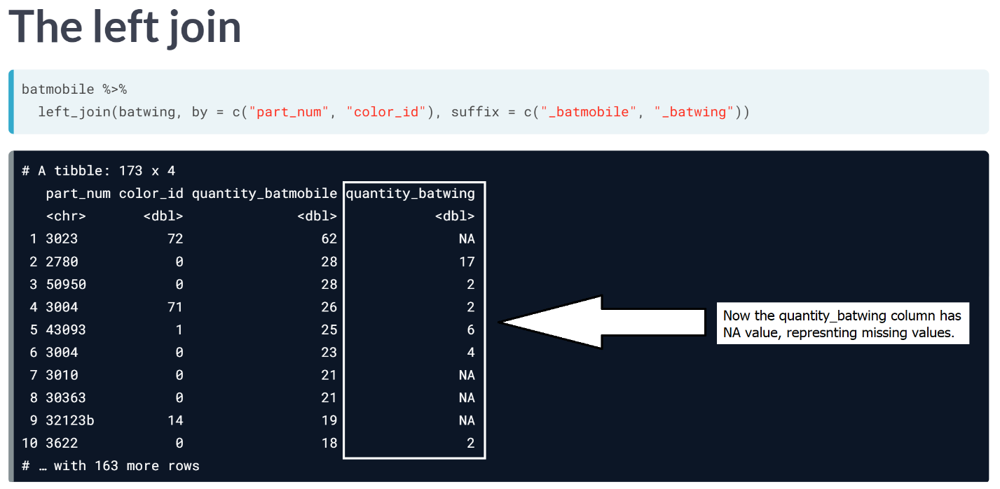 The left join
batmobile %>%
  left_join(batwing, by = c("part_num", "color_id"), suffix = c("_batmobile", "_batwing"))
# A tibble: 173 x 4
   part_num color_id quantity_batmobile quantity_batwing
   <chr>       <dbl>              <dbl>            <dbl>
 1 3023           72                 62               NA
 2 2780            0                 28               17
 3 50950           0                 28                2
 4 3004           71                 26                2
 5 43093           1                 25                6
 6 3004            0                 23                4
 7 3010            0                 21               NA
 8 30363           0                 21               NA
 9 32123b         14                 19               NA
10 3622            0                 18                2
# … with 163 more rows
Now the quantity_batwing column has
NA value, represnting missing values.